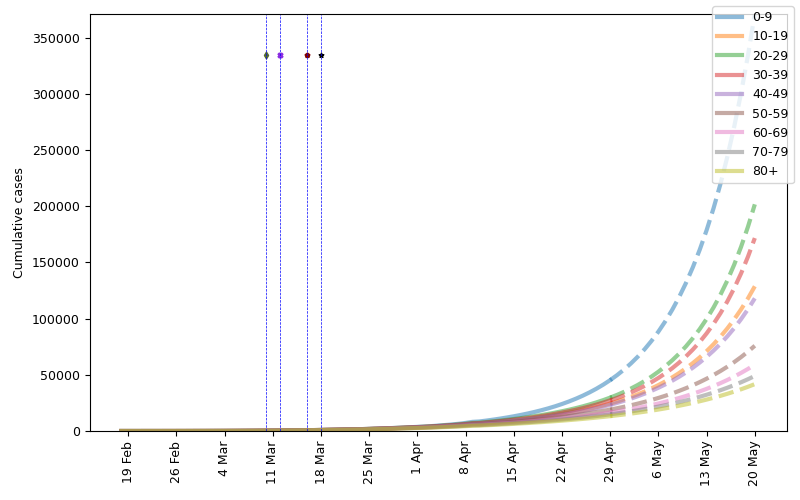 350000
300000
250000
200000
150000
100000
50000
0
Cumulative cases
19 Feb
26 Feb
4 Mar
11 Mar
18 Mar
25 Mar
1 Apr
8 Apr
15 Apr
22 Apr
29 Apr
6 May
13 May
20 May
0-9
10-19
20-29
30-39
40-49
50-59
60-69
70-79
80+